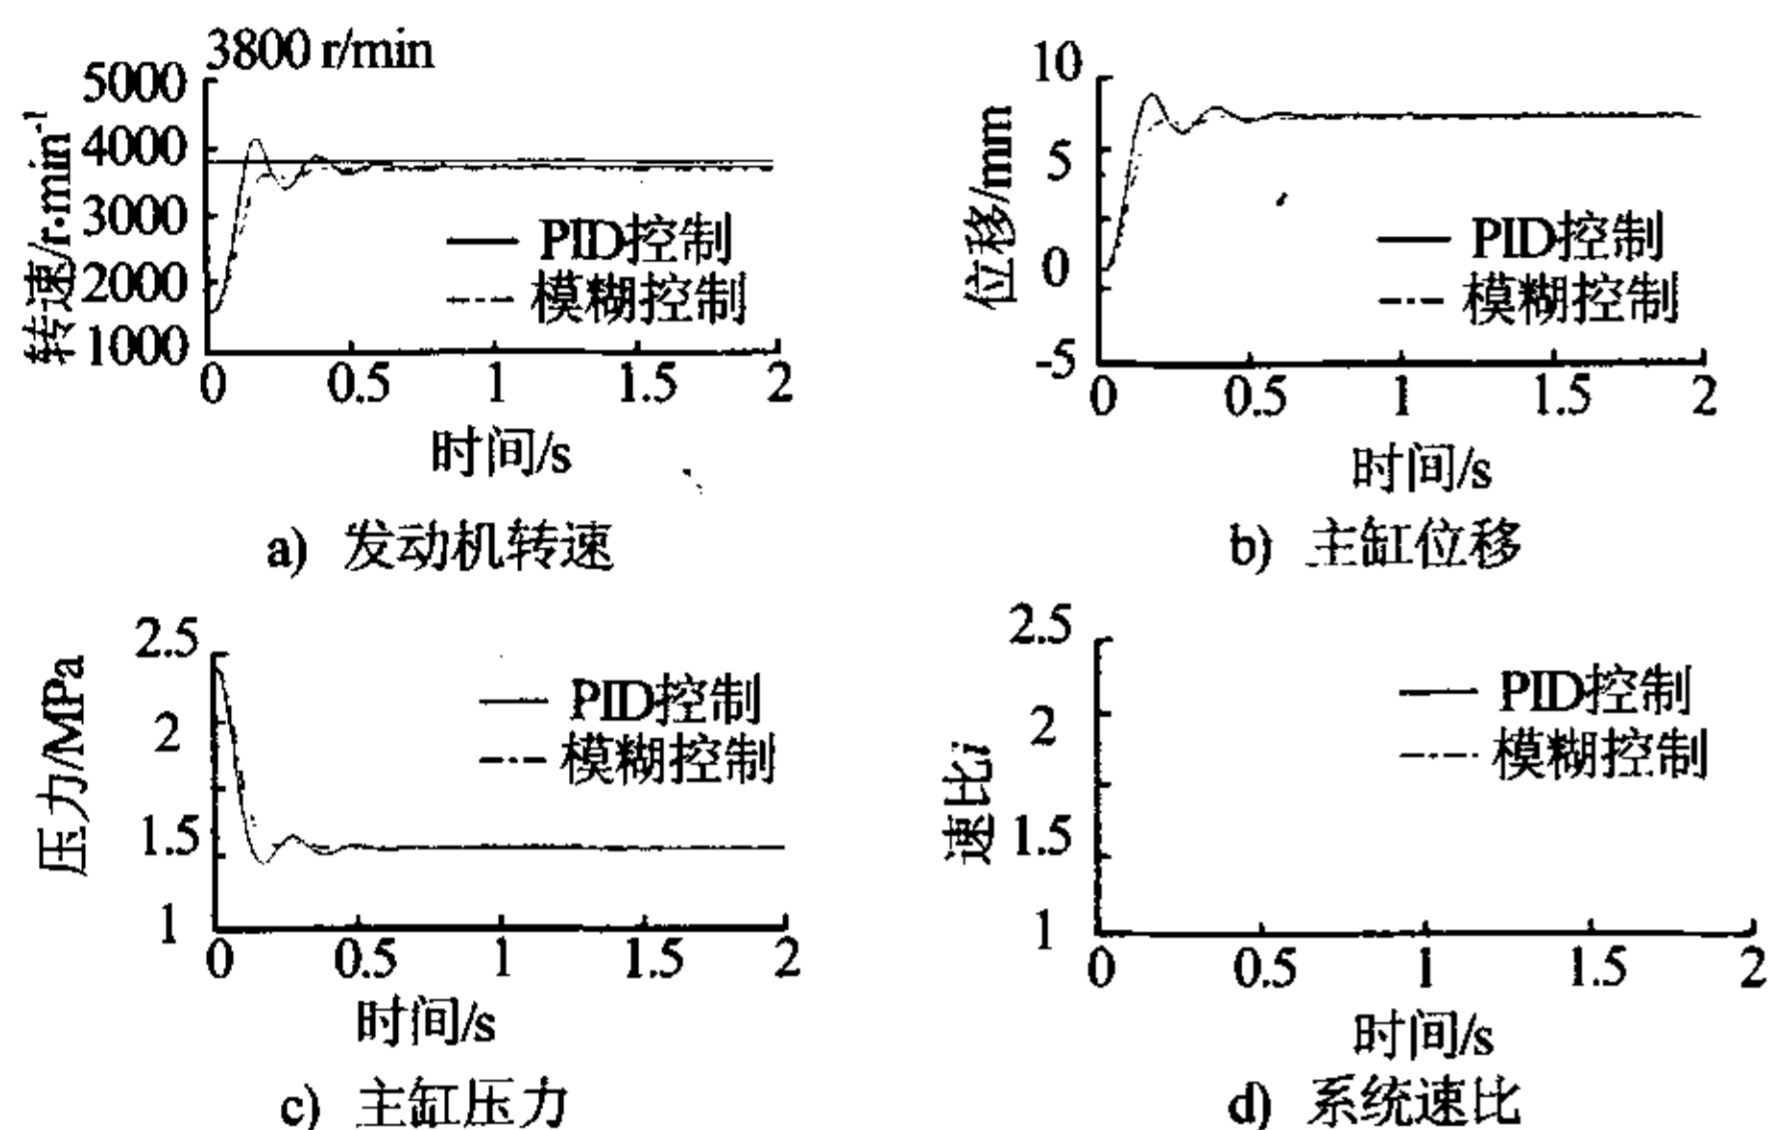 3800 r/min
5000
4000
3000
2000
1000
转速/r·min⁻¹
PID控制
模糊控制
0 0.5 1 1.5 2
时间/s
a) 发动机转速
10
5
0
-5
位移/mm
PID控制
模糊控制
0 0.5 1 1.5 2
时间/s
b) 主缸位移
2.5
2
1.5
1
压力/MPa
PID控制
模糊控制
0 0.5 1 1.5 2
时间/s
c) 主缸压力
2.5
2
1.5
1
速比i
PID控制
模糊控制
0 0.5 1 1.5 2
时间/s
d) 系统速比